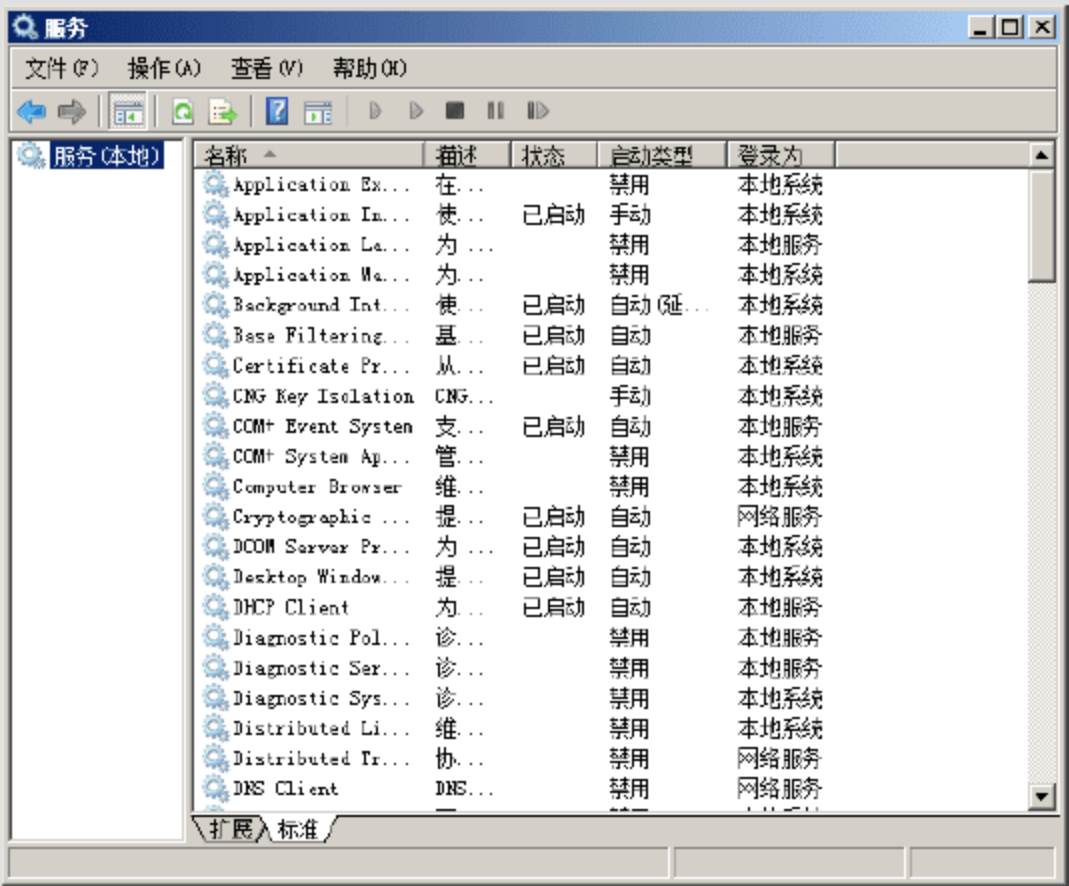 服务
文件(F) 操作(A) 查看(V) 帮助(H)
服务(本地)
名称 描述 状态 启动类型 登录为
Application Ex... 在... 禁用 本地系统
Application In... 使... 已启动 手动 本地系统
Application La... 为 ... 禁用 本地服务
Application Ma... 为... 禁用 本地系统
Background Int... 使... 已启动 自动(延... 本地系统
Base Filtering... 基... 已启动 自动 本地服务
Certificate Pr... 从... 已启动 自动 本地系统
CNG Key Isolation CNG... 手动 本地系统
COM+ Event System 支... 已启动 自动 本地服务
COM+ System Ap... 管... 禁用 本地系统
Computer Browser 维... 禁用 本地系统
Cryptographic ... 提... 已启动 自动 网络服务
DCOM Server Pr... 为 ... 已启动 自动 本地系统
Desktop Window... 提... 已启动 自动 本地系统
DHCP Client 为... 已启动 自动 本地服务
Diagnostic Pol... 诊... 禁用 本地服务
Diagnostic Ser... 诊... 禁用 本地服务
Diagnostic Sys... 诊... 禁用 本地系统
Distributed Li... 维... 禁用 本地系统
Distributed Tr... 协... 禁用 网络服务
DNS Client DNS... 禁用 网络服务
扩展 标准